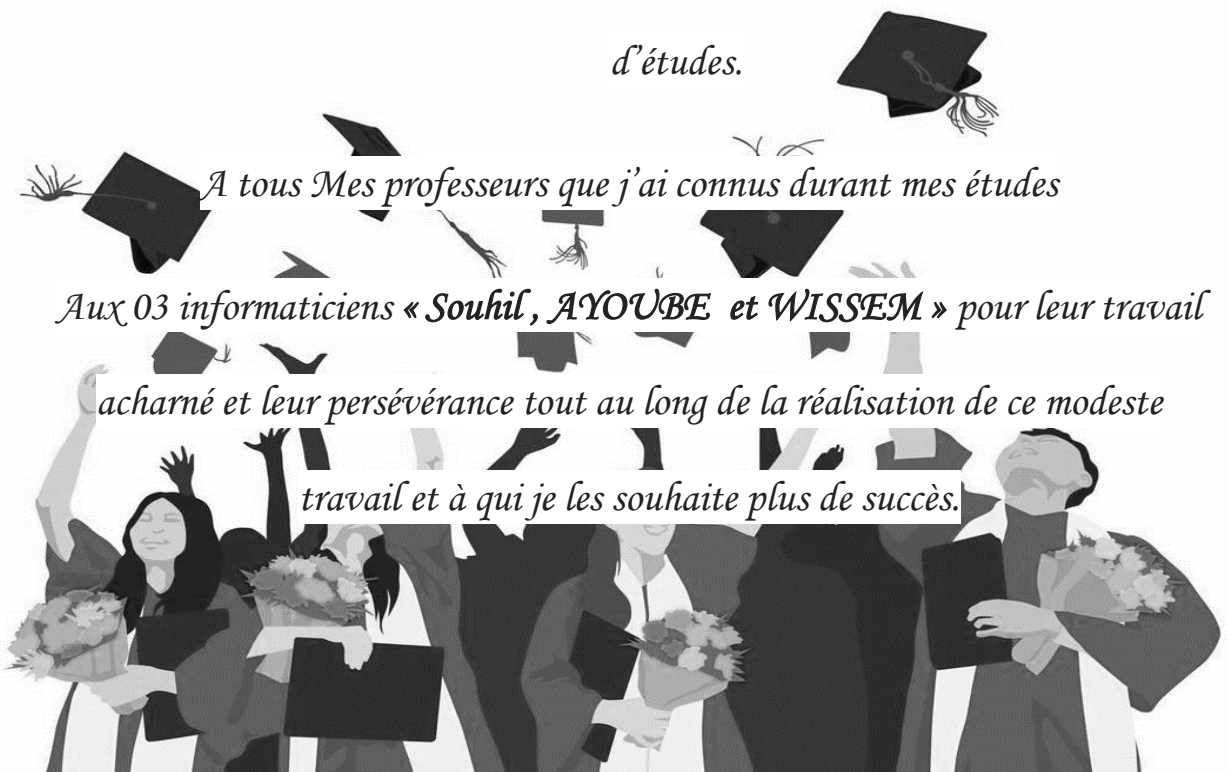 d’études.
A tous Mes professeurs que j’ai connus durant mes études
Aux 03 informaticiens « Souhil , AYOUBE et WISSEM » pour leur travail
acharné et leur persévérance tout au long de la réalisation de ce modeste
travail et à qui je les souhaite plus de succès.